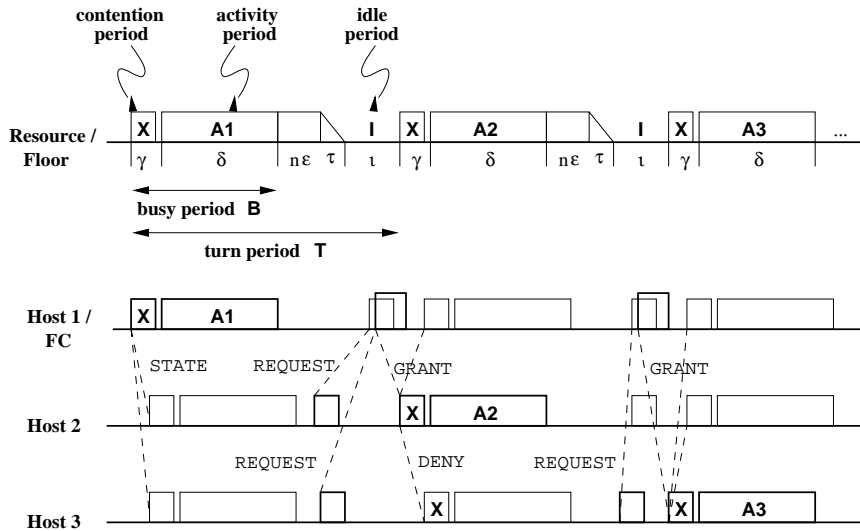 contention period
activity period
idle period
Resource / Floor
X A1 I X A2 I X A3 ...
γ δ nε τ ι γ δ nε τ ι γ δ
busy period B
turn period T
Host 1 / FC
X A1
STATE REQUEST GRANT GRANT
Host 2
X A2
REQUEST DENY REQUEST
Host 3
X X A3